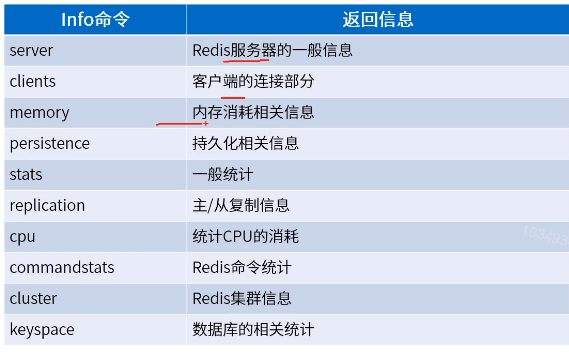 Info命令 返回信息
server Redis服务器的一般信息
clients 客户端的连接部分
memory 内存消耗相关信息
persistence 持久化相关信息
stats 一般统计
replication 主/从复制信息
cpu 统计CPU的消耗
commandstats Redis命令统计
cluster Redis集群信息
keyspace 数据库的相关统计